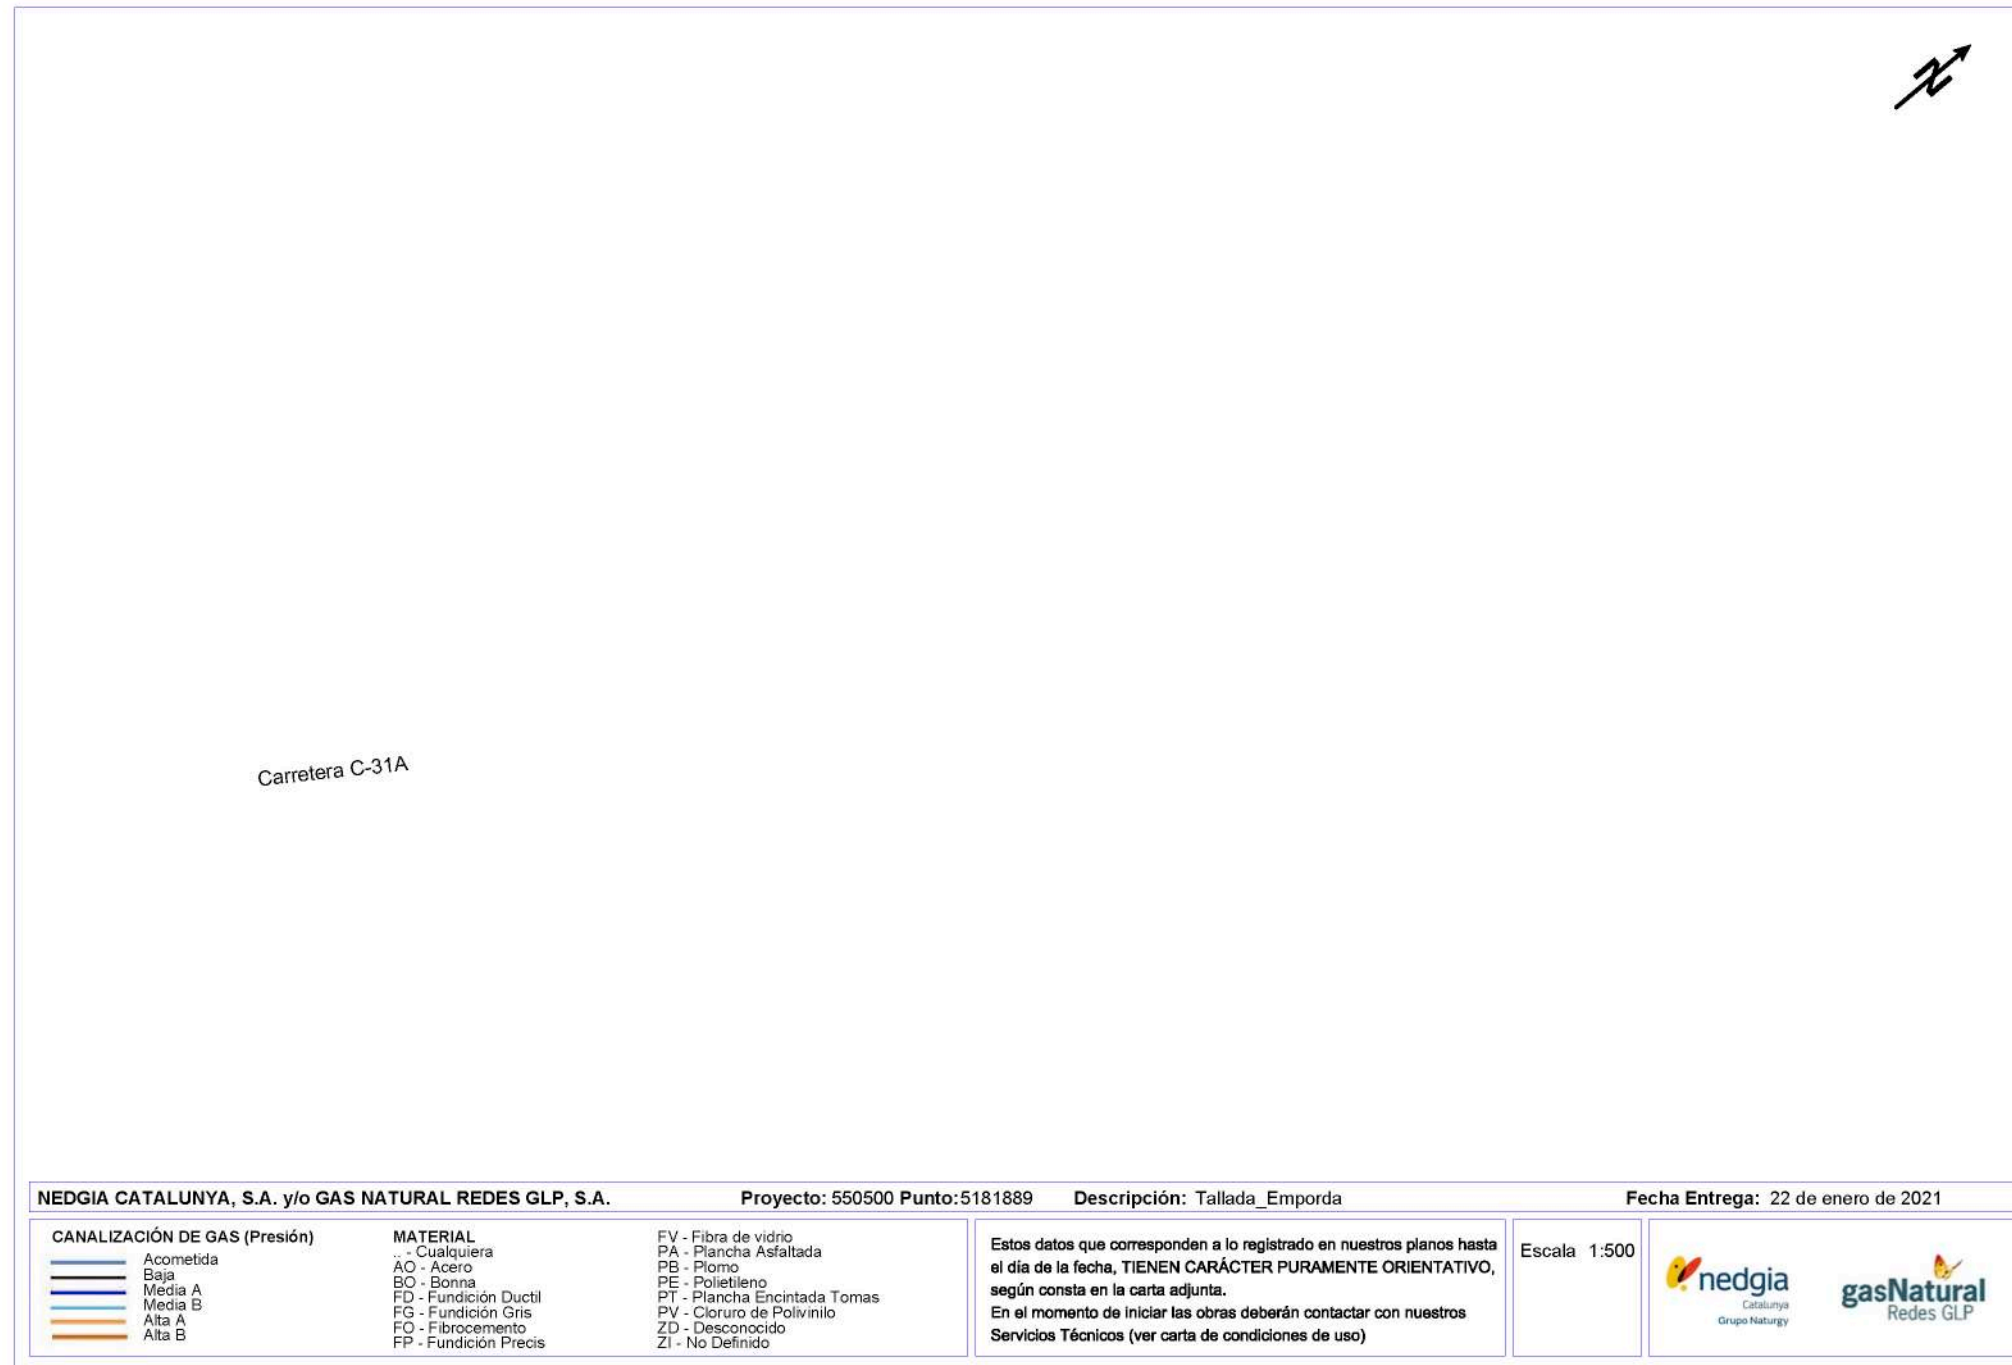 N
Carretera C-31A
NEDGIA CATALUNYA, S.A. y/o GAS NATURAL REDES GLP, S.A. Proyecto: 550500 Punto:5181889 Descripción: Tallada_Emporda Fecha Entrega: 22 de enero de 2021
CANALIZACIÓN DE GAS (Presión)
Acometida
Baja
Media A
Media B
Alta A
Alta B
MATERIAL
.. - Cualquiera
AO - Acero
BO - Bonna
FD - Fundición Ductil
FG - Fundición Gris
FO - Fibrocemento
FP - Fundición Precis
FV - Fibra de vidrio
PA - Plancha Asfaltada
PB - Plomo
PE - Polietileno
PT - Plancha Encintada Tomas
PV - Cloruro de Polivinilo
ZD - Desconocido
ZI - No Definido
Estos datos que corresponden a lo registrado en nuestros planos hasta
el día de la fecha, TIENEN CARÁCTER PURAMENTE ORIENTATIVO,
según consta en la carta adjunta.
En el momento de iniciar las obras deberán contactar con nuestros
Servicios Técnicos (ver carta de condiciones de uso)
Escala 1:500
nedgia
Catalunya
Grupo Naturgy
gasNatural
Redes GLP